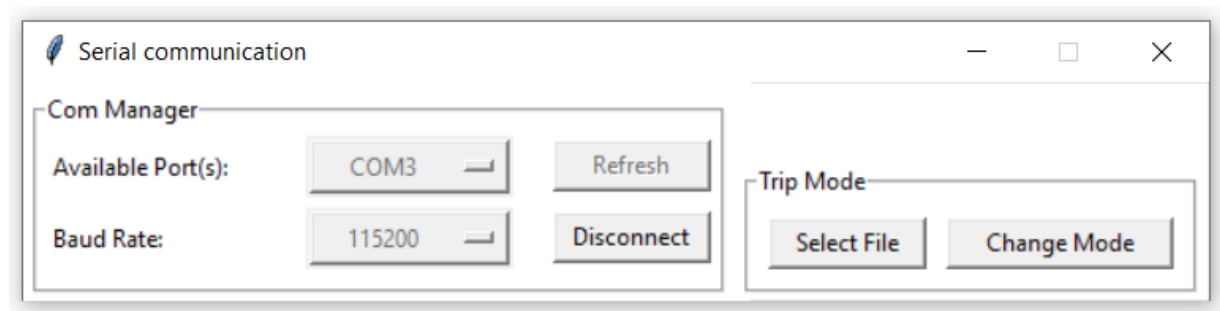 Serial communication
Com Manager
Available Port(s): COM3 Refresh
Baud Rate: 115200 Disconnect
Trip Mode
Select File Change Mode